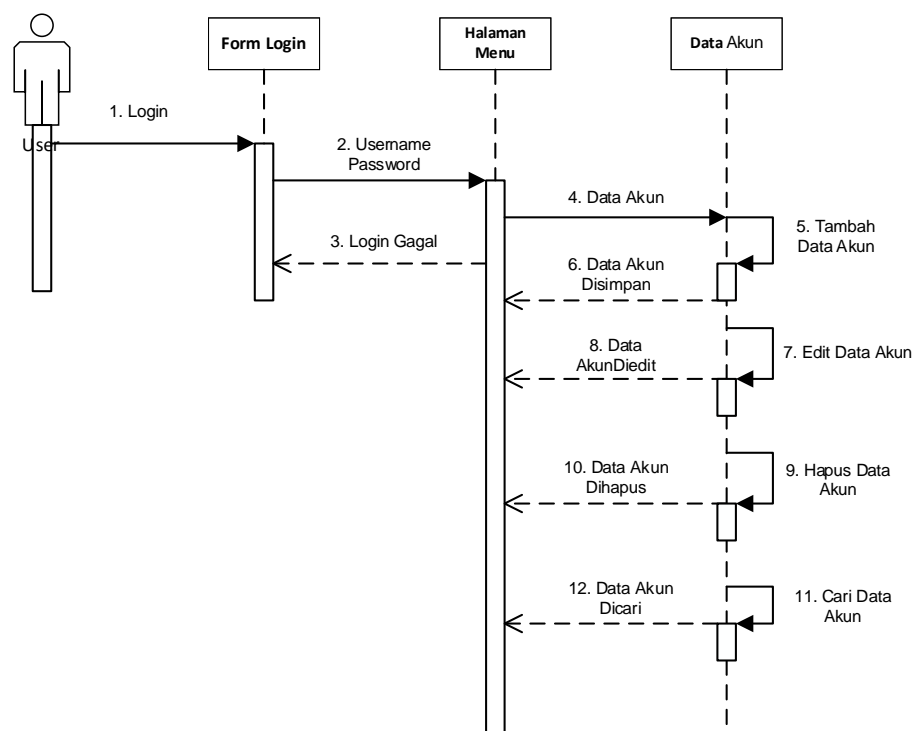 Form Login
Halaman
Menu
Data Akun
User
1. Login
2. Username
Password
3. Login Gagal
4. Data Akun
5. Tambah
Data Akun
6. Data Akun
Disimpan
7. Edit Data Akun
8. Data
AkunDiedit
9. Hapus Data
Akun
10. Data Akun
Dihapus
11. Cari Data
Akun
12. Data Akun
Dicari